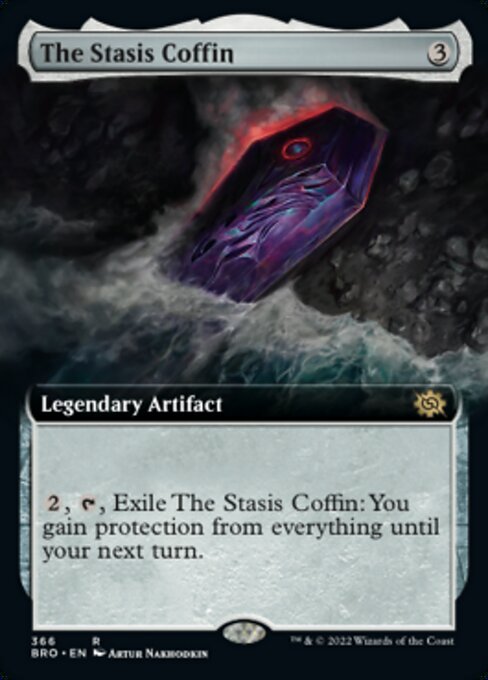 The Stasis Coffin 3
Legendary Artifact
2, T, Exile The Stasis Coffin: You
gain protection from everything until
your next turn.
366 R
BRO • EN Artur Nakhodkin
™ & © 2022 Wizards of the Coast